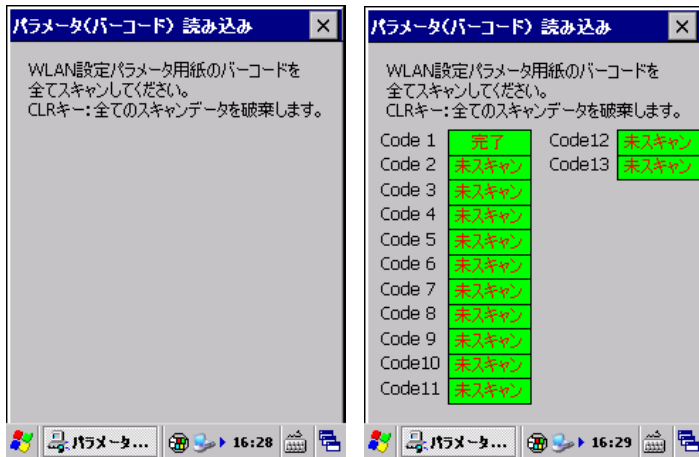 パラメータ(バーコード) 読み込み
WLAN設定パラメータ用紙のバーコードを
全てスキャンしてください。
CLRキー:全てのスキャンデータを破棄します。
パラメータ...
16:28
パラメータ(バーコード) 読み込み
WLAN設定パラメータ用紙のバーコードを
全てスキャンしてください。
CLRキー:全てのスキャンデータを破棄します。
Code 1 完了
Code 2 未スキャン
Code 3 未スキャン
Code 4 未スキャン
Code 5 未スキャン
Code 6 未スキャン
Code 7 未スキャン
Code 8 未スキャン
Code 9 未スキャン
Code10 未スキャン
Code11 未スキャン
Code12 未スキャン
Code13 未スキャン
パラメータ...
16:29